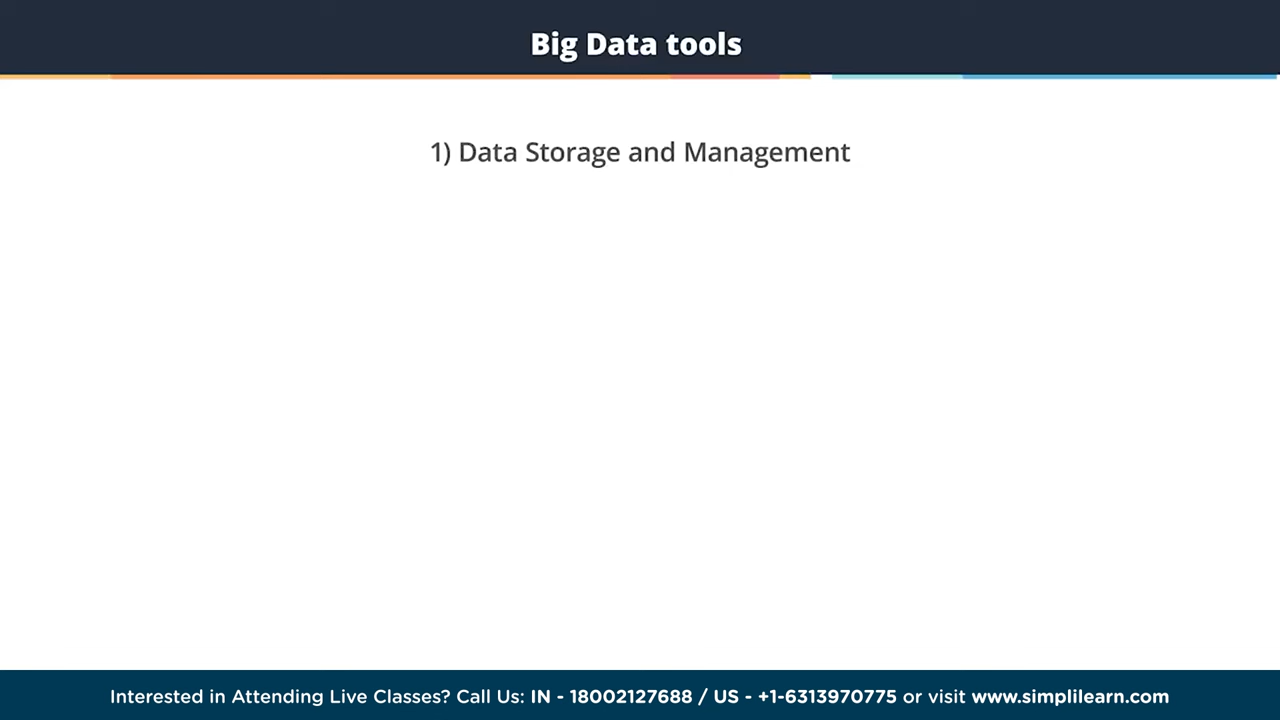 Big Data tools
1) Data Storage and Management
Interested in Attending Live Classes? Call Us: IN - 18002127688 / US - +1-6313970775 or visit www.simplilearn.com